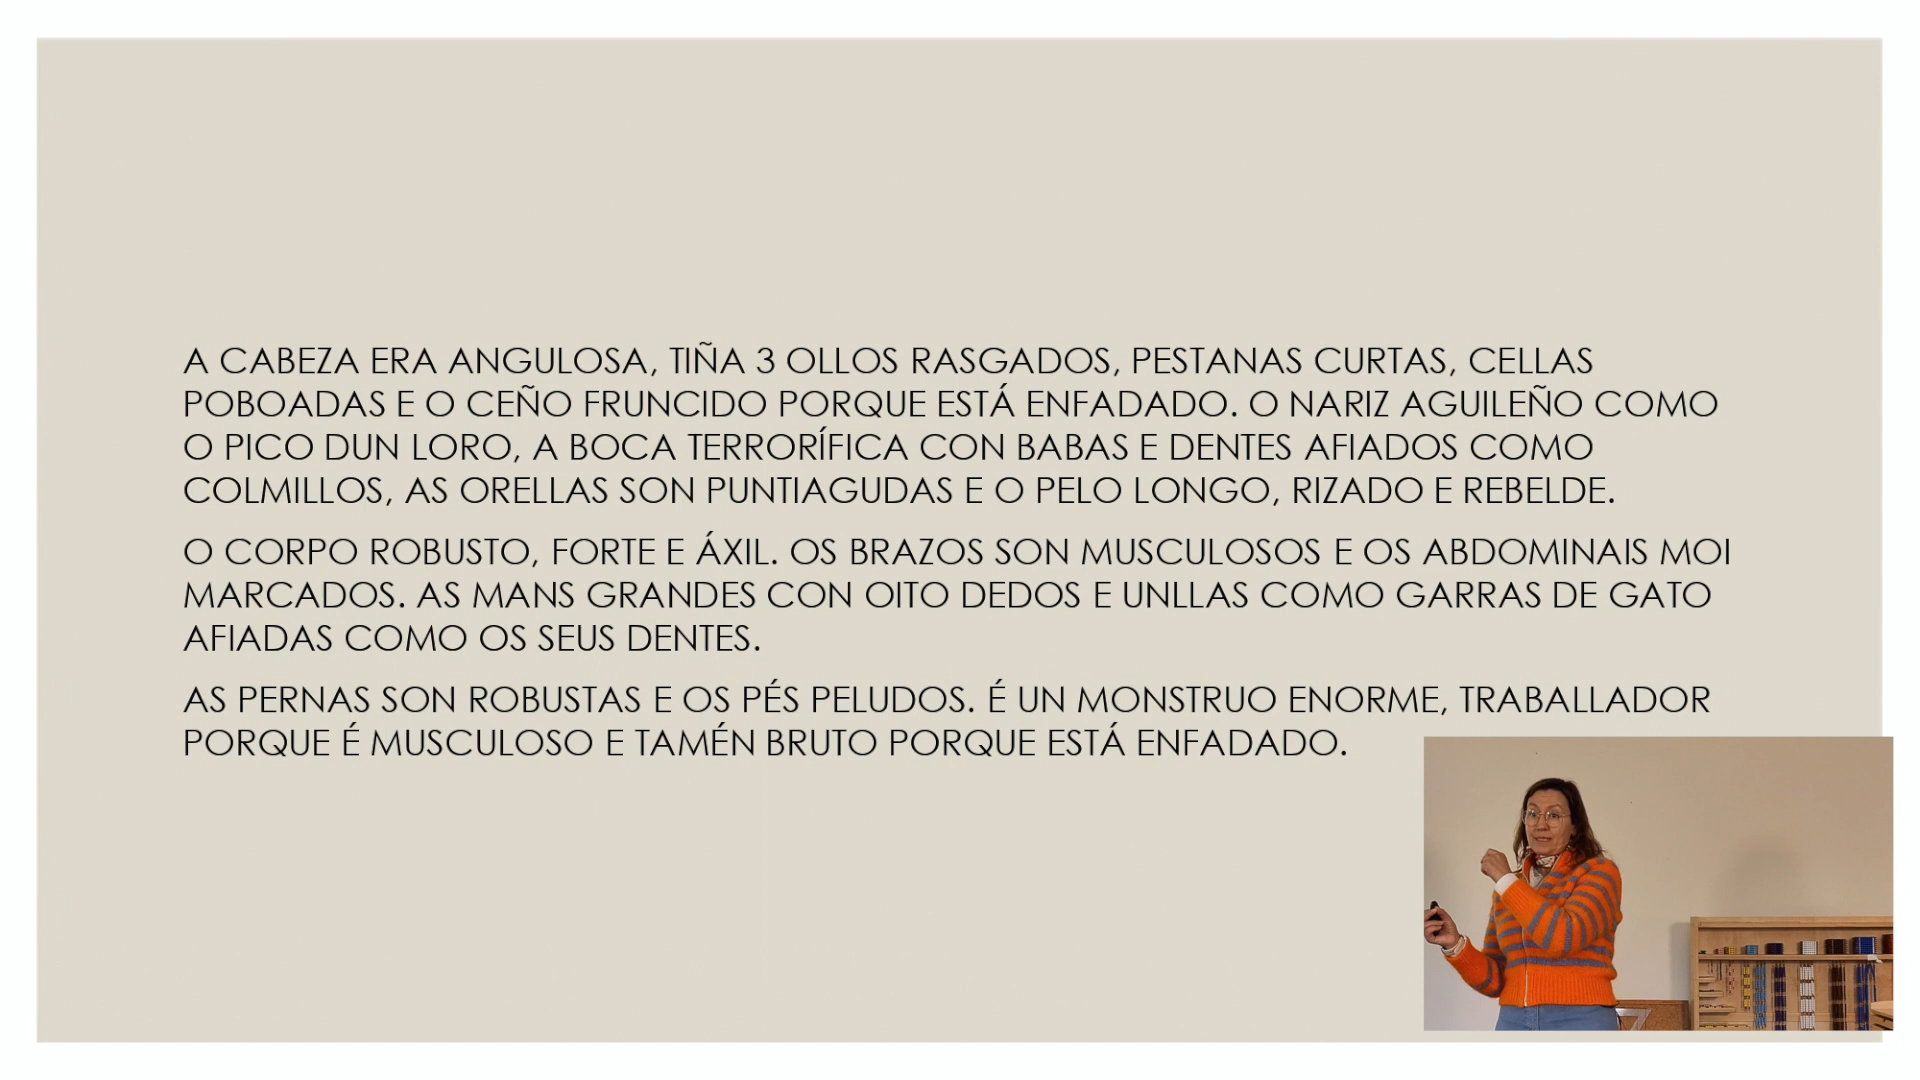 A CABEZA ERA ANGULOSA, TIÑA 3 OLLOS RASGADOS, PESTANAS CURTAS, CELLAS
POBOADAS E O CEÑO FRUNCIDO PORQUE ESTÁ ENFADADO. O NARIZ AGUILEÑO COMO
O PICO DUN LORO, A BOCA TERRORÍFICA CON BABAS E DENTES AFIADOS COMO
COLMILLOS, AS ORELLAS SON PUNTIAGUDAS E O PELO LONGO, RIZADO E REBELDE.
O CORPO ROBUSTO, FORTE E ÁXIL. OS BRAZOS SON MUSCULOSOS E OS ABDOMINAIS MOI
MARCADOS. AS MANS GRANDES CON OITO DEDOS E UNLLAS COMO GARRAS DE GATO
AFIADAS COMO OS SEUS DENTES.
AS PERNAS SON ROBUSTAS E OS PÉS PELUDOS. É UN MONSTRUO ENORME, TRABALLADOR
PORQUE É MUSCULOSO E TAMÉN BRUTO PORQUE ESTÁ ENFADADO.